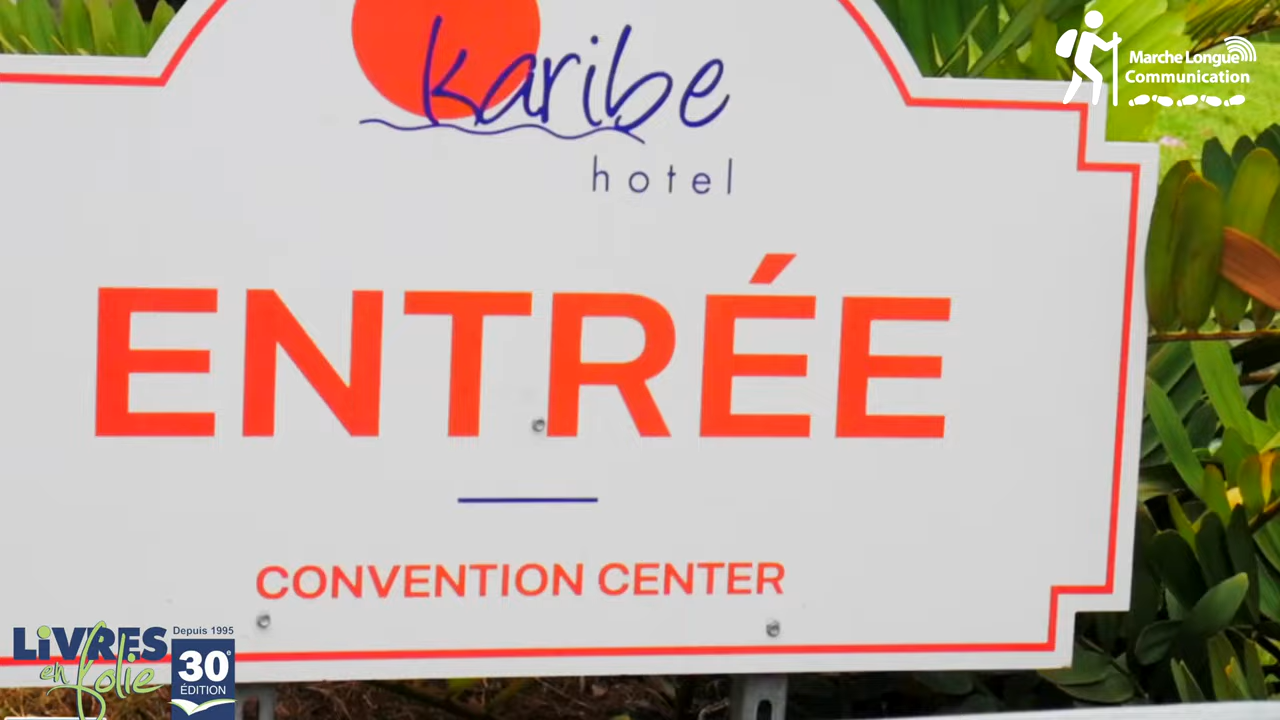 karibe
hotel
Marche Longue
Communication
ENTRÉE
CONVENTION CENTER
LiVRES
en folie
Depuis 1995
30e
ÉDITION